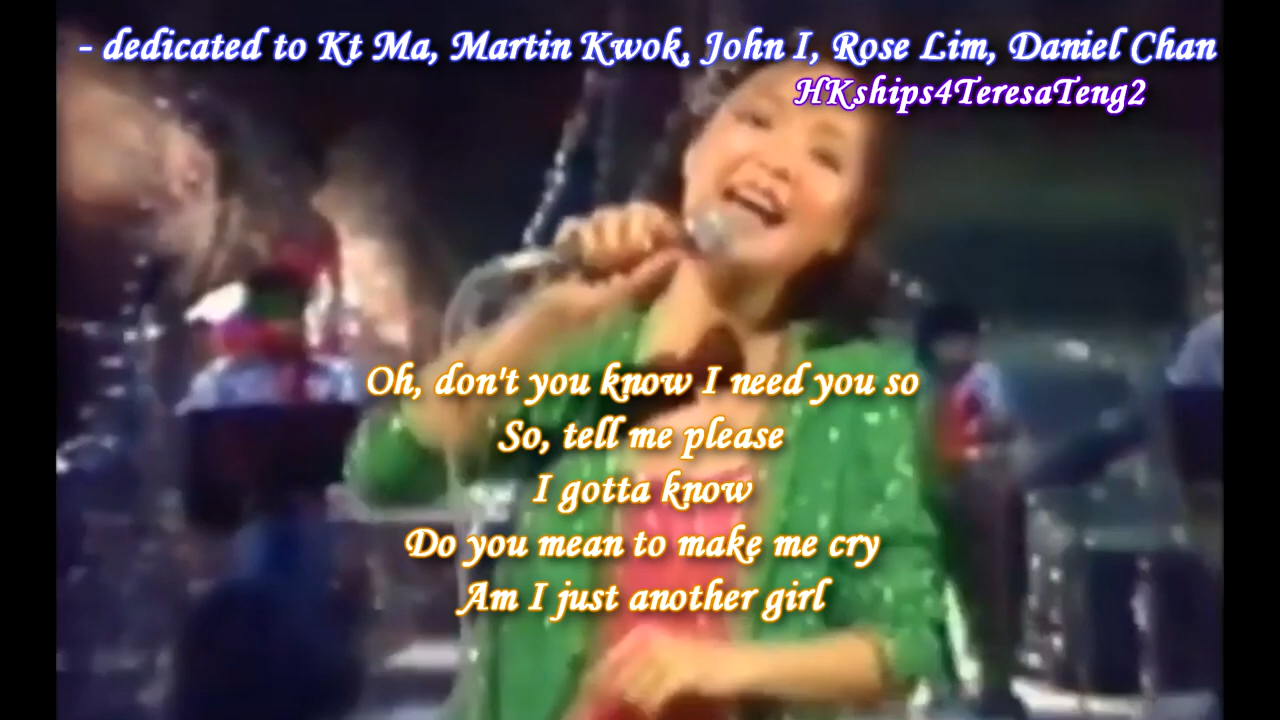 - dedicated to Kt Ma, Martin Kwok, John I, Rose Lim, Daniel Chan
HKships4TeresaTeng2
Oh, don't you know I need you so
So, tell me please
I gotta know
Do you mean to make me cry
Am I just another girl